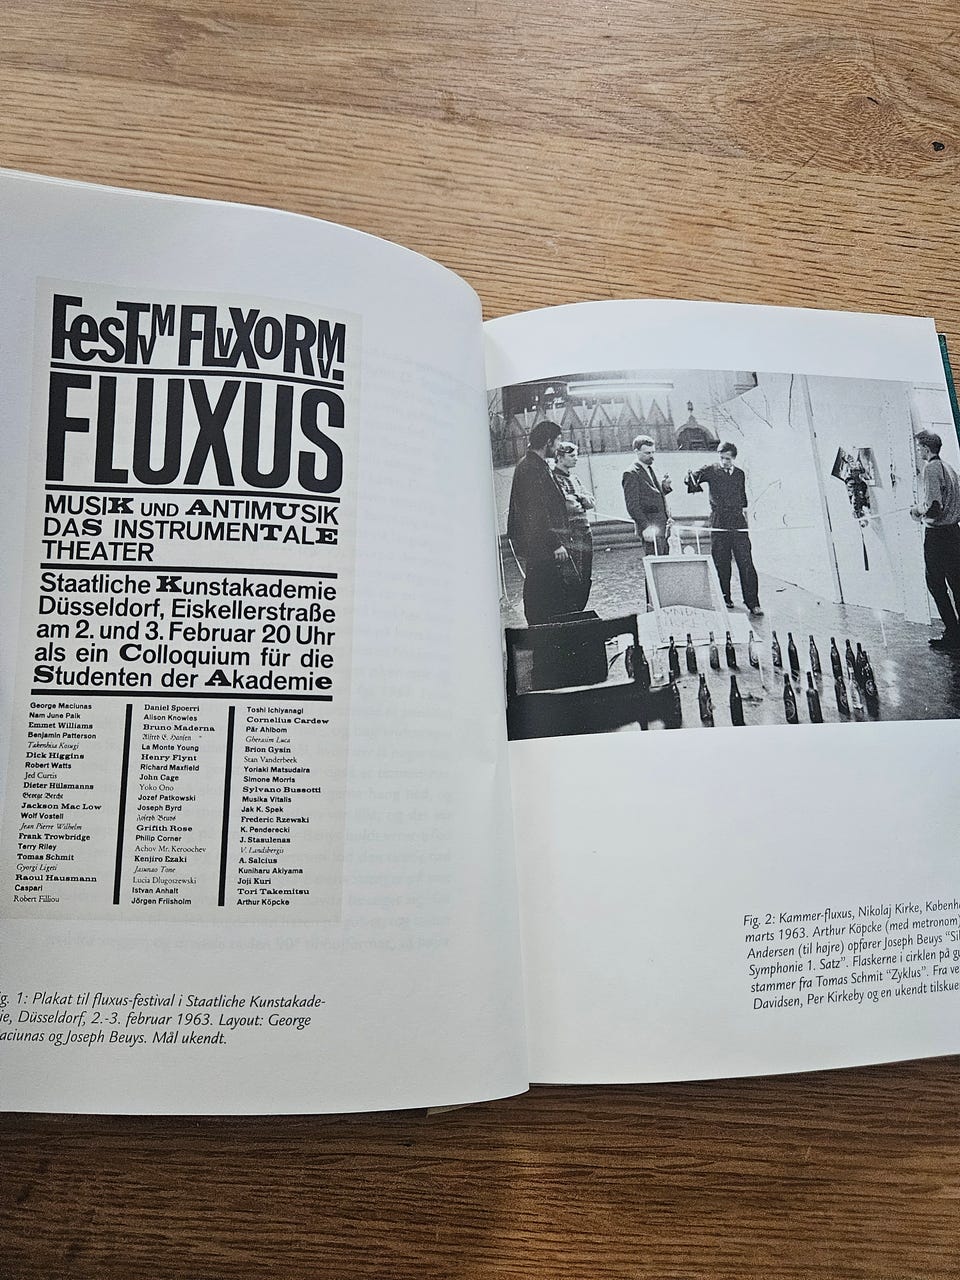 FesTVM FLVXORVM
FLUXUS
MUSIK UND ANTIMUSIK
DAS INSTRUMENTALE
THEATER
Staatliche Kunstakademie
Düsseldorf, Eiskellerstraße
am 2. und 3. Februar 20 Uhr
als ein Colloquium für die
Studenten der Akademie
George Maciunas
Nam June Paik
Emmet Williams
Benjamin Patterson
Takenhisa Kosugi
Dick Higgins
Robert Watts
Jed Curtis
Dieter Hülsmanns
George Brecht
Jackson Mac Low
Wolf Vostell
Jean Pierre Wilhelm
Frank Trowbridge
Terry Riley
Tomas Schmit
Gyorgi Ligeti
Raoul Hausmann
Caspari
Robert Filliou
Daniel Spoerri
Alison Knowles
Bruno Maderna
Alfred E. Hansen
La Monte Young
Henry Flynt
Richard Maxfield
John Cage
Yoko Ono
Jozef Patkowski
Joseph Byrd
Joseph Beuys
Griffith Rose
Philip Corner
Achov Mr. Keroochev
Kenjiro Ezaki
Jasunao Tone
Lucia Dlugoszewski
Istvan Anhalt
Jörgen Friisholm
Toshi Ichiyanagi
Cornelius Cardew
Pär Ahlbom
Gherasim Luca
Brion Gysin
Stan Vanderbeek
Yoriaki Matsudaira
Simone Morris
Sylvano Bussotti
Musika Vitalis
Jak K. Spek
Frederic Rzewski
K. Penderecki
J. Stasulenas
V. Landsbergis
A. Salcius
Kuniharu Akiyama
Joji Kuri
Tori Takemitsu
Arthur Köpcke
ig. 1: Plakat til fluxus-festival i Staatliche Kunstakade-
ie, Düsseldorf, 2.-3. februar 1963. Layout: George
aciunas og Joseph Beuys. Mål ukendt.
Fig. 2: Kammer-fluxus, Nikolaj Kirke, Københ
marts 1963. Arthur Köpcke (med metronom)
Andersen (til højre) opfører Joseph Beuys "Si
Symphonie 1. Satz". Flaskerne i cirklen på g
stammer fra Tomas Schmit "Zyklus". Fra ve
Davidsen, Per Kirkeby og en ukendt tilskue